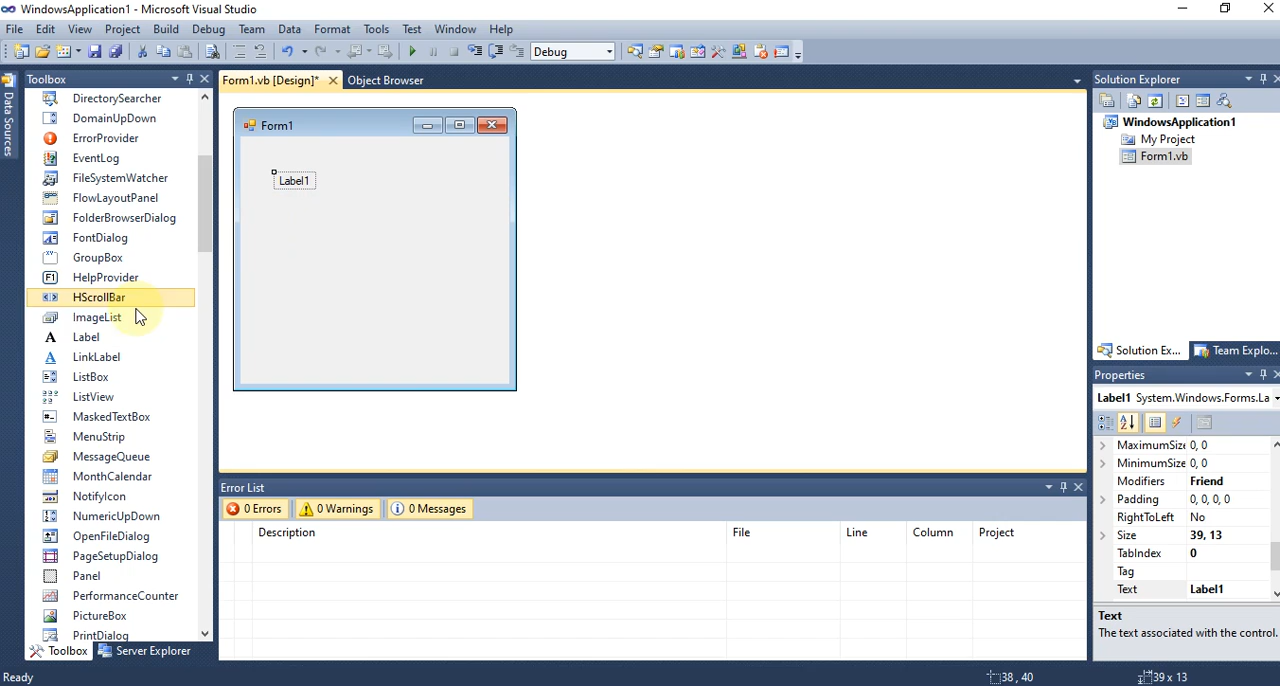 WindowsApplication1 - Microsoft Visual Studio
File Edit View Project Build Debug Team Data Format Tools Test Window Help
Debug
Data Sources
Toolbox
DirectorySearcher
DomainUpDown
ErrorProvider
EventLog
FileSystemWatcher
FlowLayoutPanel
FolderBrowserDialog
FontDialog
GroupBox
HelpProvider
HScrollBar
ImageList
Label
LinkLabel
ListBox
ListView
MaskedTextBox
MenuStrip
MessageQueue
MonthCalendar
NotifyIcon
NumericUpDown
OpenFileDialog
PageSetupDialog
Panel
PerformanceCounter
PictureBox
PrintDialog
Toolbox Server Explorer
Form1.vb [Design]* Object Browser
Form1
Label1
Error List
0 Errors 0 Warnings 0 Messages
Description File Line Column Project
Solution Explorer
WindowsApplication1
My Project
Form1.vb
Solution Ex... Team Explo...
Properties
Label1 System.Windows.Forms.La
MaximumSize 0, 0
MinimumSize 0, 0
Modifiers Friend
Padding 0, 0, 0, 0
RightToLeft No
Size 39, 13
TabIndex 0
Tag
Text Label1
Text
The text associated with the control.
Ready 38 , 40 39 x 13